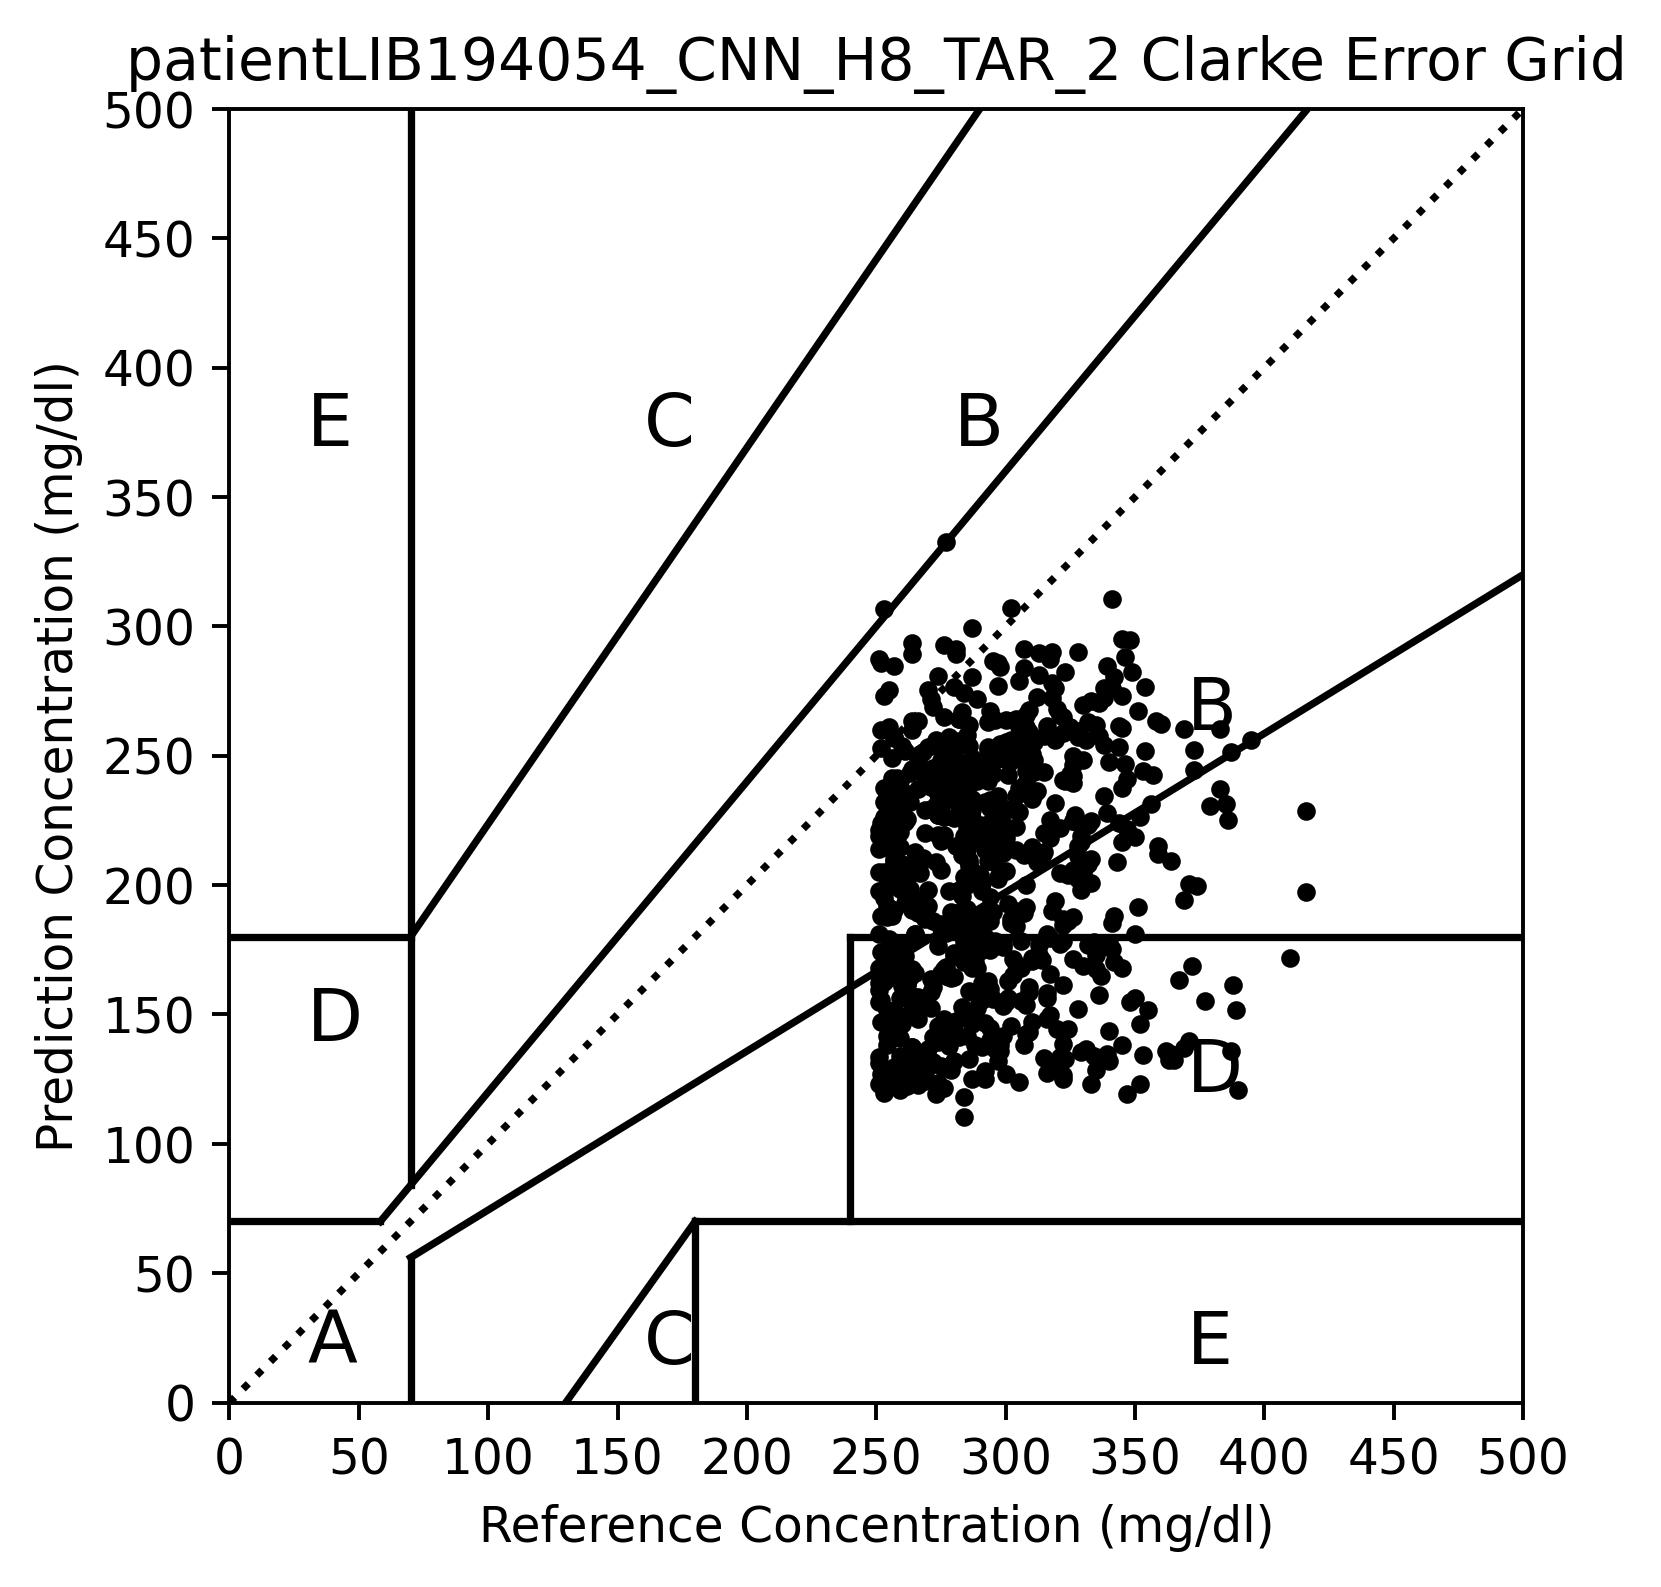 patientLIB194054_CNN_H8_TAR_2 Clarke Error Grid
500
450
400
350
300
250
200
150
100
50
0
Prediction Concentration (mg/dl)
E
C
B
B
D
D
A
C
E
0 50 100 150 200 250 300 350 400 450 500
Reference Concentration (mg/dl)